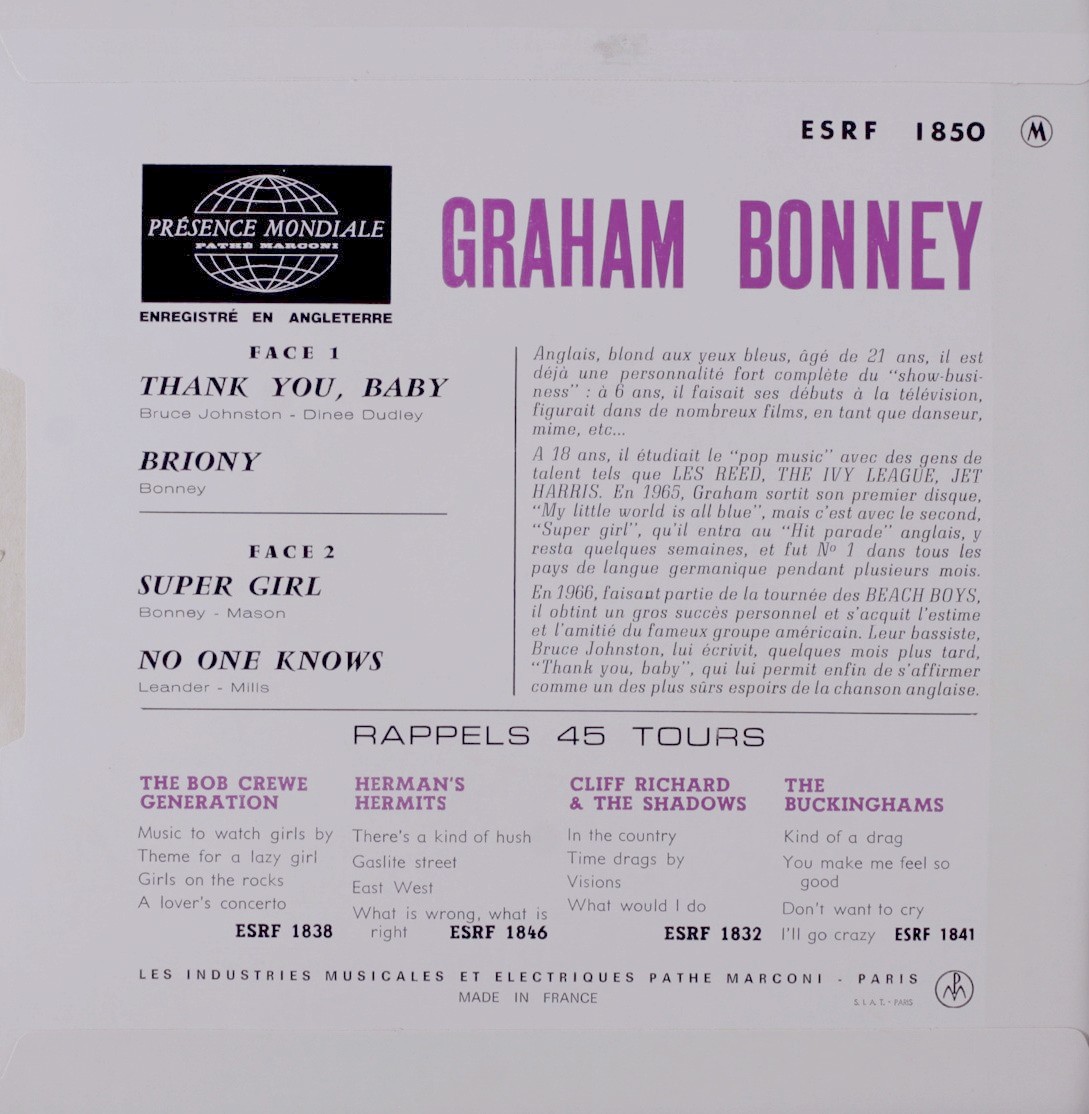 ESRF 1850 M
PRÉSENCE MONDIALE
PATHÉ MARCONI
GRAHAM BONNEY
ENREGISTRÉ EN ANGLETERRE
FACE 1
THANK YOU, BABY
Bruce Johnston - Dinee Dudley
BRIONY
Bonney
FACE 2
SUPER GIRL
Bonney - Mason
NO ONE KNOWS
Leander - Mills
Anglais, blond aux yeux bleus, âgé de 21 ans, il est
déjà une personnalité fort complète du “show-busi-
ness” : à 6 ans, il faisait ses débuts à la télévision,
figurait dans de nombreux films, en tant que danseur,
mime, etc...
A 18 ans, il étudiait le “pop music” avec des gens de
talent tels que LES REED, THE IVY LEAGUE, JET
HARRIS. En 1965, Graham sortit son premier disque,
“My little world is all blue”, mais c'est avec le second,
“Super girl”, qu'il entra au “Hit parade” anglais, y
resta quelques semaines, et fut Nº 1 dans tous les
pays de langue germanique pendant plusieurs mois.
En 1966, faisant partie de la tournée des BEACH BOYS,
il obtint un gros succès personnel et s'acquit l'estime
et l'amitié du fameux groupe américain. Leur bassiste,
Bruce Johnston, lui écrivit, quelques mois plus tard,
“Thank you, baby”, qui lui permit enfin de s'affirmer
comme un des plus sûrs espoirs de la chanson anglaise.
RAPPELS 45 TOURS
THE BOB CREWE
GENERATION
Music to watch girls by
Theme for a lazy girl
Girls on the rocks
A lover's concerto
ESRF 1838
HERMAN'S
HERMITS
There's a kind of hush
Gaslite street
East West
What is wrong, what is
right ESRF 1846
CLIFF RICHARD
& THE SHADOWS
In the country
Time drags by
Visions
What would I do
ESRF 1832
THE
BUCKINGHAMS
Kind of a drag
You make me feel so
good
Don't want to cry
I'll go crazy ESRF 1841
LES INDUSTRIES MUSICALES ET ELECTRIQUES PATHE MARCONI - PARIS
MADE IN FRANCE
S.I.A.T. - PARIS